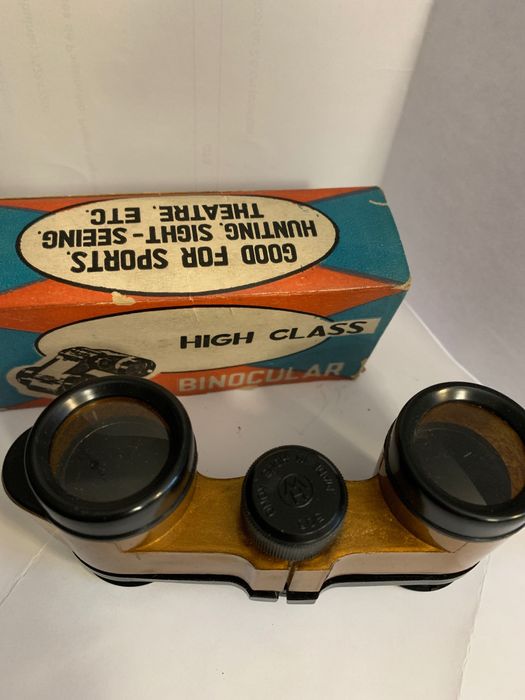 GOOD FOR SPORTS.
HUNTING. SIGHT-SEEING.
THEATRE, ETC.
HIGH CLASS
BINOCULAR